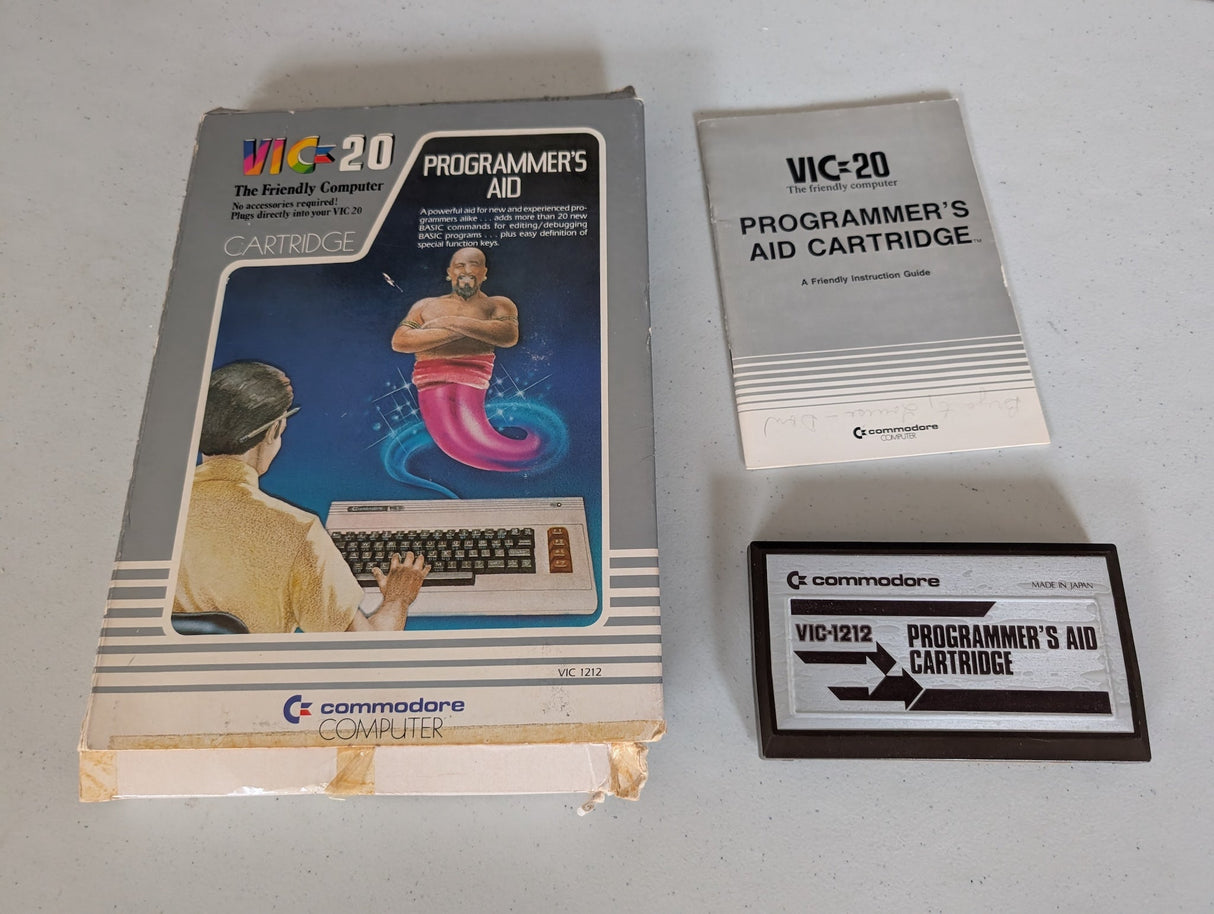 VIC-20
The Friendly Computer
No accessories required!
Plugs directly into your VIC 20
CARTRIDGE
PROGRAMMER'S
AID
A powerful aid for new and experienced pro-
grammers alike . . . adds more than 20 new
BASIC commands for editing/debugging
BASIC programs . . . plus easy definition of
special function keys.
commodore
VIC 1212
commodore
COMPUTER
VIC-20
The friendly computer
PROGRAMMER'S
AID CARTRIDGE™
A Friendly Instruction Guide
commodore
COMPUTER
commodore
MADE IN JAPAN
VIC-1212
PROGRAMMER'S AID
CARTRIDGE